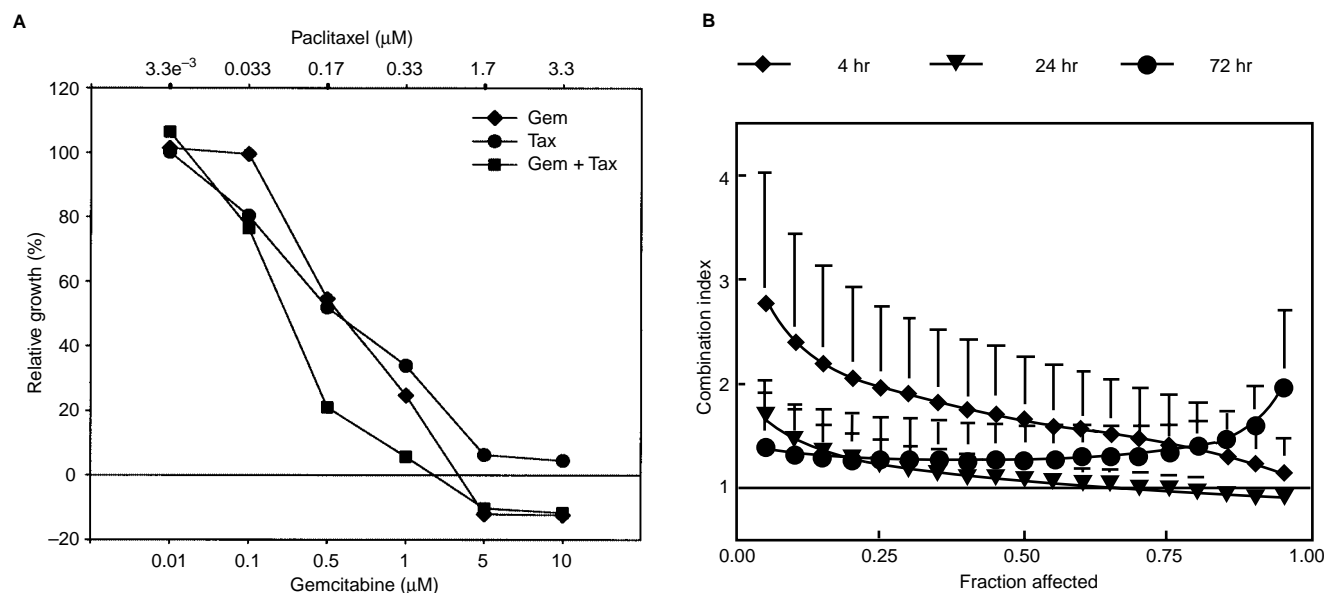 A
Paclitaxel (μM)
3.3e–3 0.033 0.17 0.33 1.7 3.3
120
100
80
60
40
20
0
–20
Relative growth (%)
Gem
Tax
Gem + Tax
0.01 0.1 0.5 1 5 10
Gemcitabine (μM)
B
4 hr 24 hr 72 hr
4
3
2
1
Combination index
0.00 0.25 0.50 0.75 1.00
Fraction affected